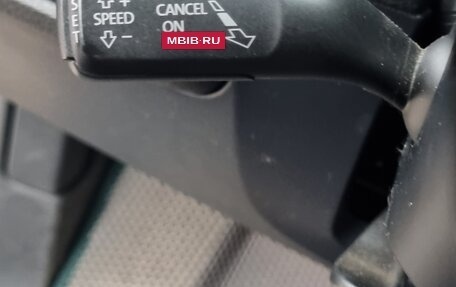 SET
+
SPEED
−
CANCEL
ON
MBIB-RU